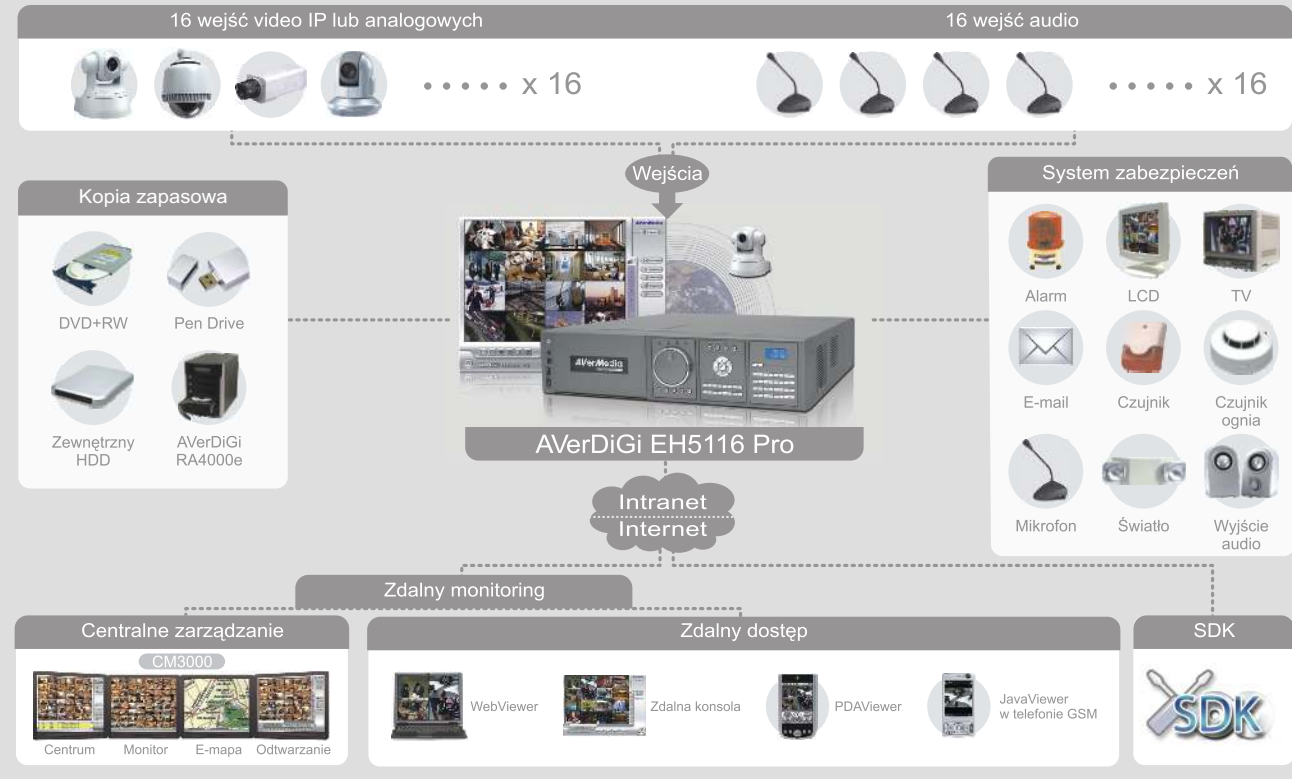 16 wejść video IP lub analogowych
16 wejść audio
x 16
x 16
Wejścia
Kopia zapasowa
DVD+RW
Pen Drive
Zewnętrzny
HDD
AVerDiGi
RA4000e
AVerMedia
AVerMedia
System zabezpieczeń
Alarm
LCD
TV
E-mail
Czujnik
Czujnik
ognia
Mikrofon
Światło
Wyjście
audio
AVerDiGi EH5116 Pro
Intranet
Internet
Zdalny monitoring
Centralne zarządzanie
CM3000
Centrum
Monitor
E-mapa
Odtwarzanie
Zdalny dostęp
WebViewer
Zdalna konsola
PDAViewer
JavaViewer
w telefonie GSM
SDK
SDK